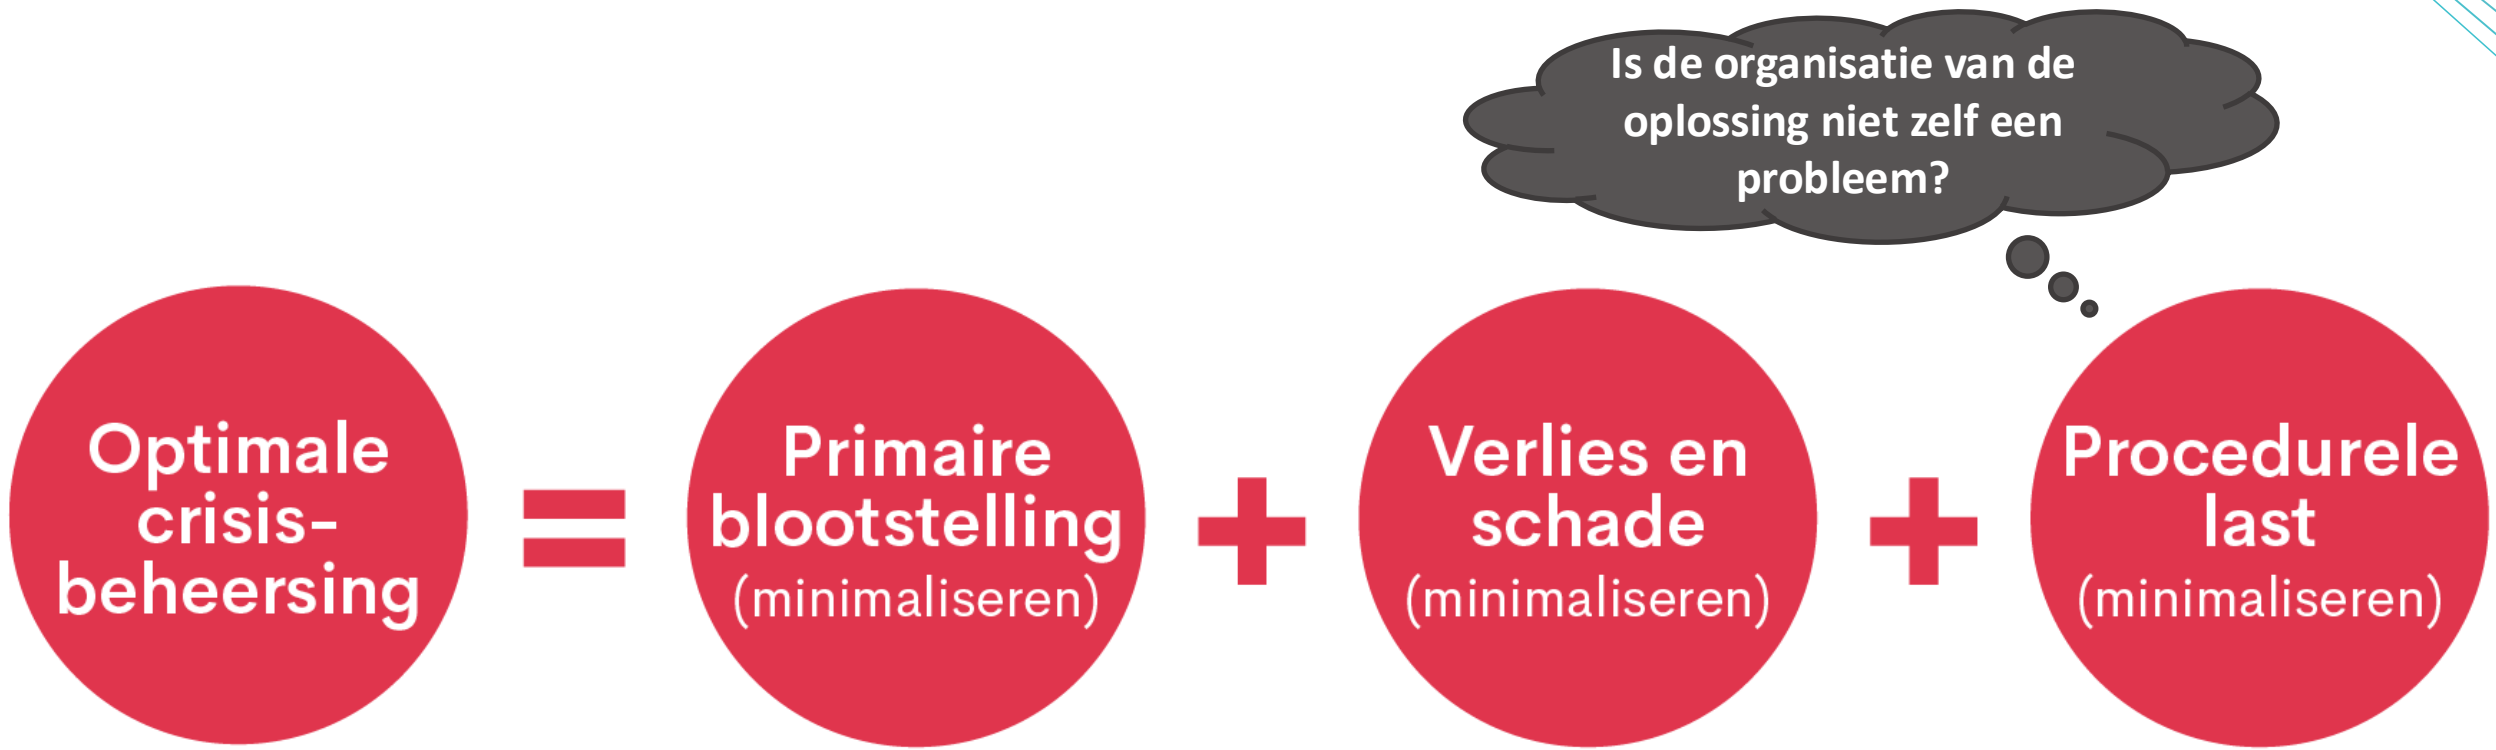 Is de organisatie van de
oplossing niet zelf een
probleem?
Optimale
crisis-
beheersing
=
Primaire
blootstelling
(minimaliseren)
+
Verlies en
schade
(minimaliseren)
+
Procedurele
last
(minimaliseren)